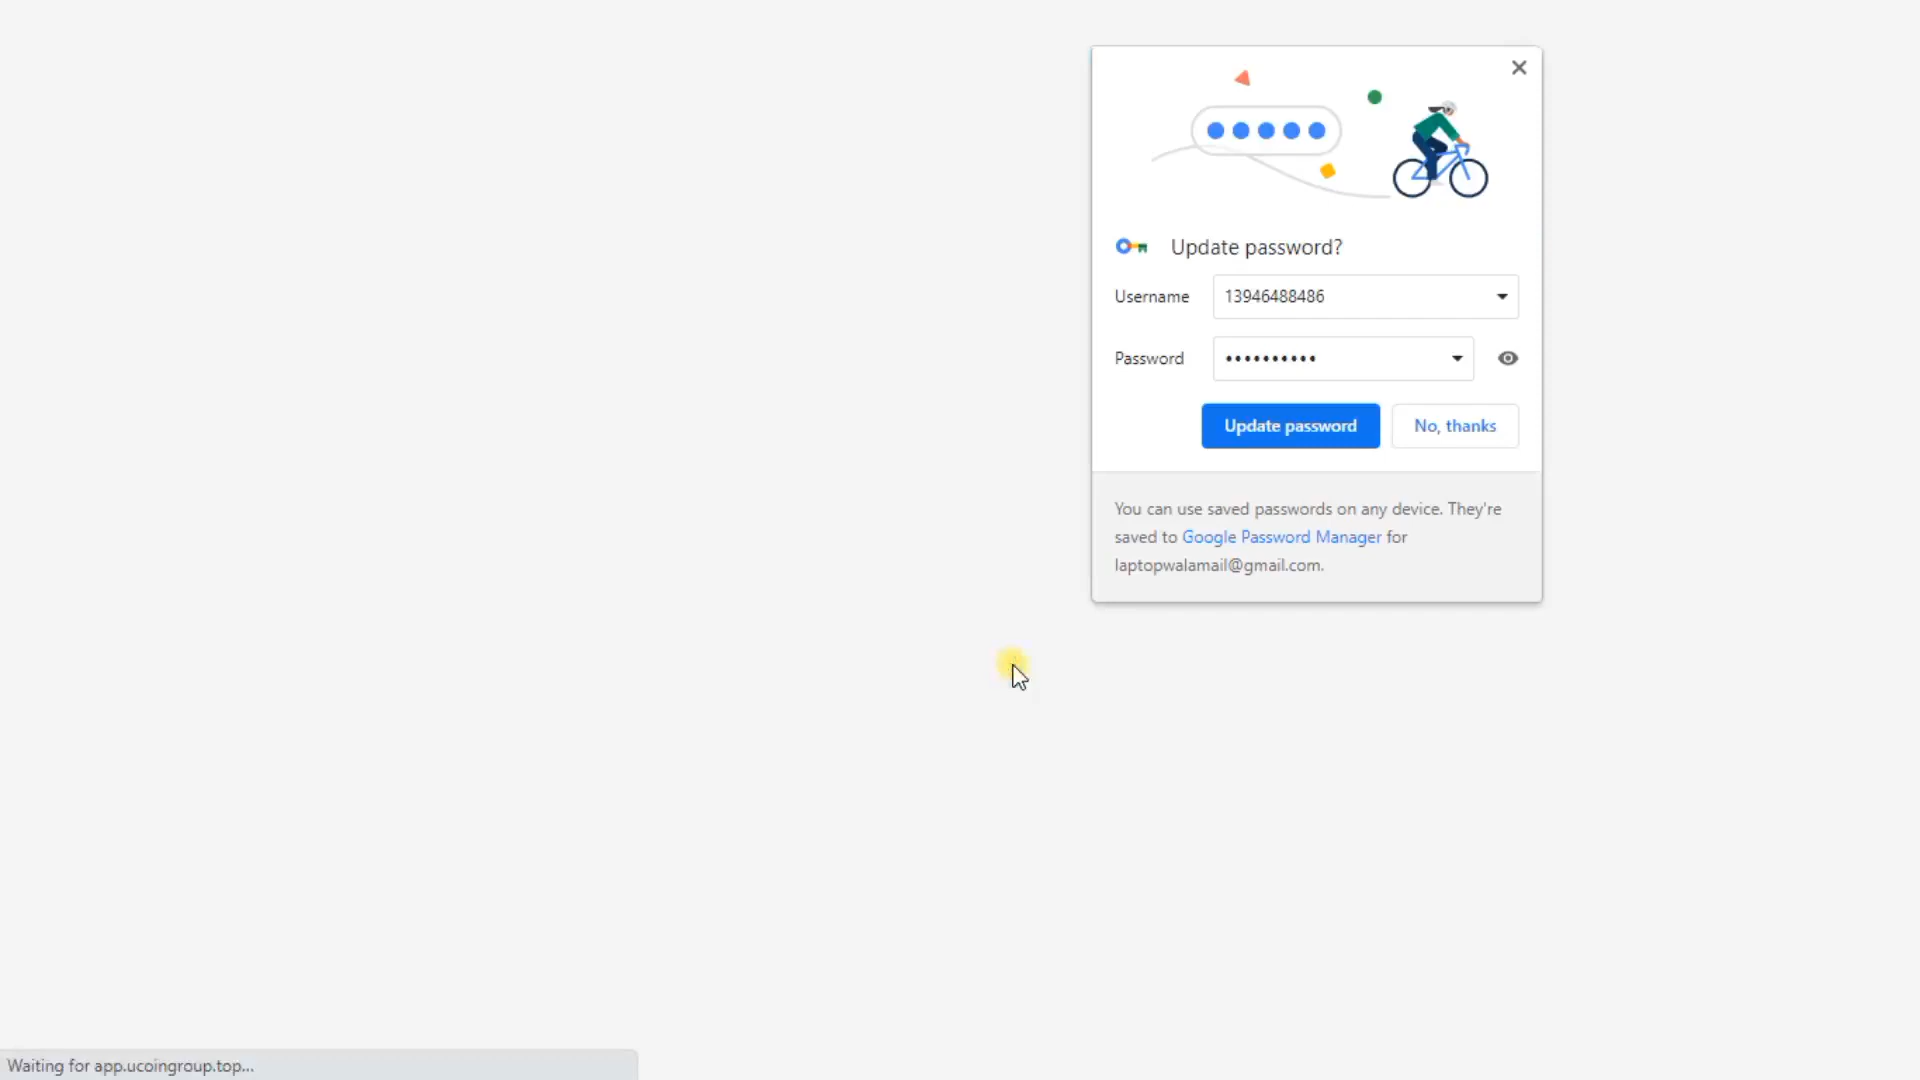 Update password?
Username 13946488486
Password ••••••••••
Update password No, thanks
You can use saved passwords on any device. They're
saved to Google Password Manager for
laptopwalamail@gmail.com.
Waiting for app.ucoingroup.top...